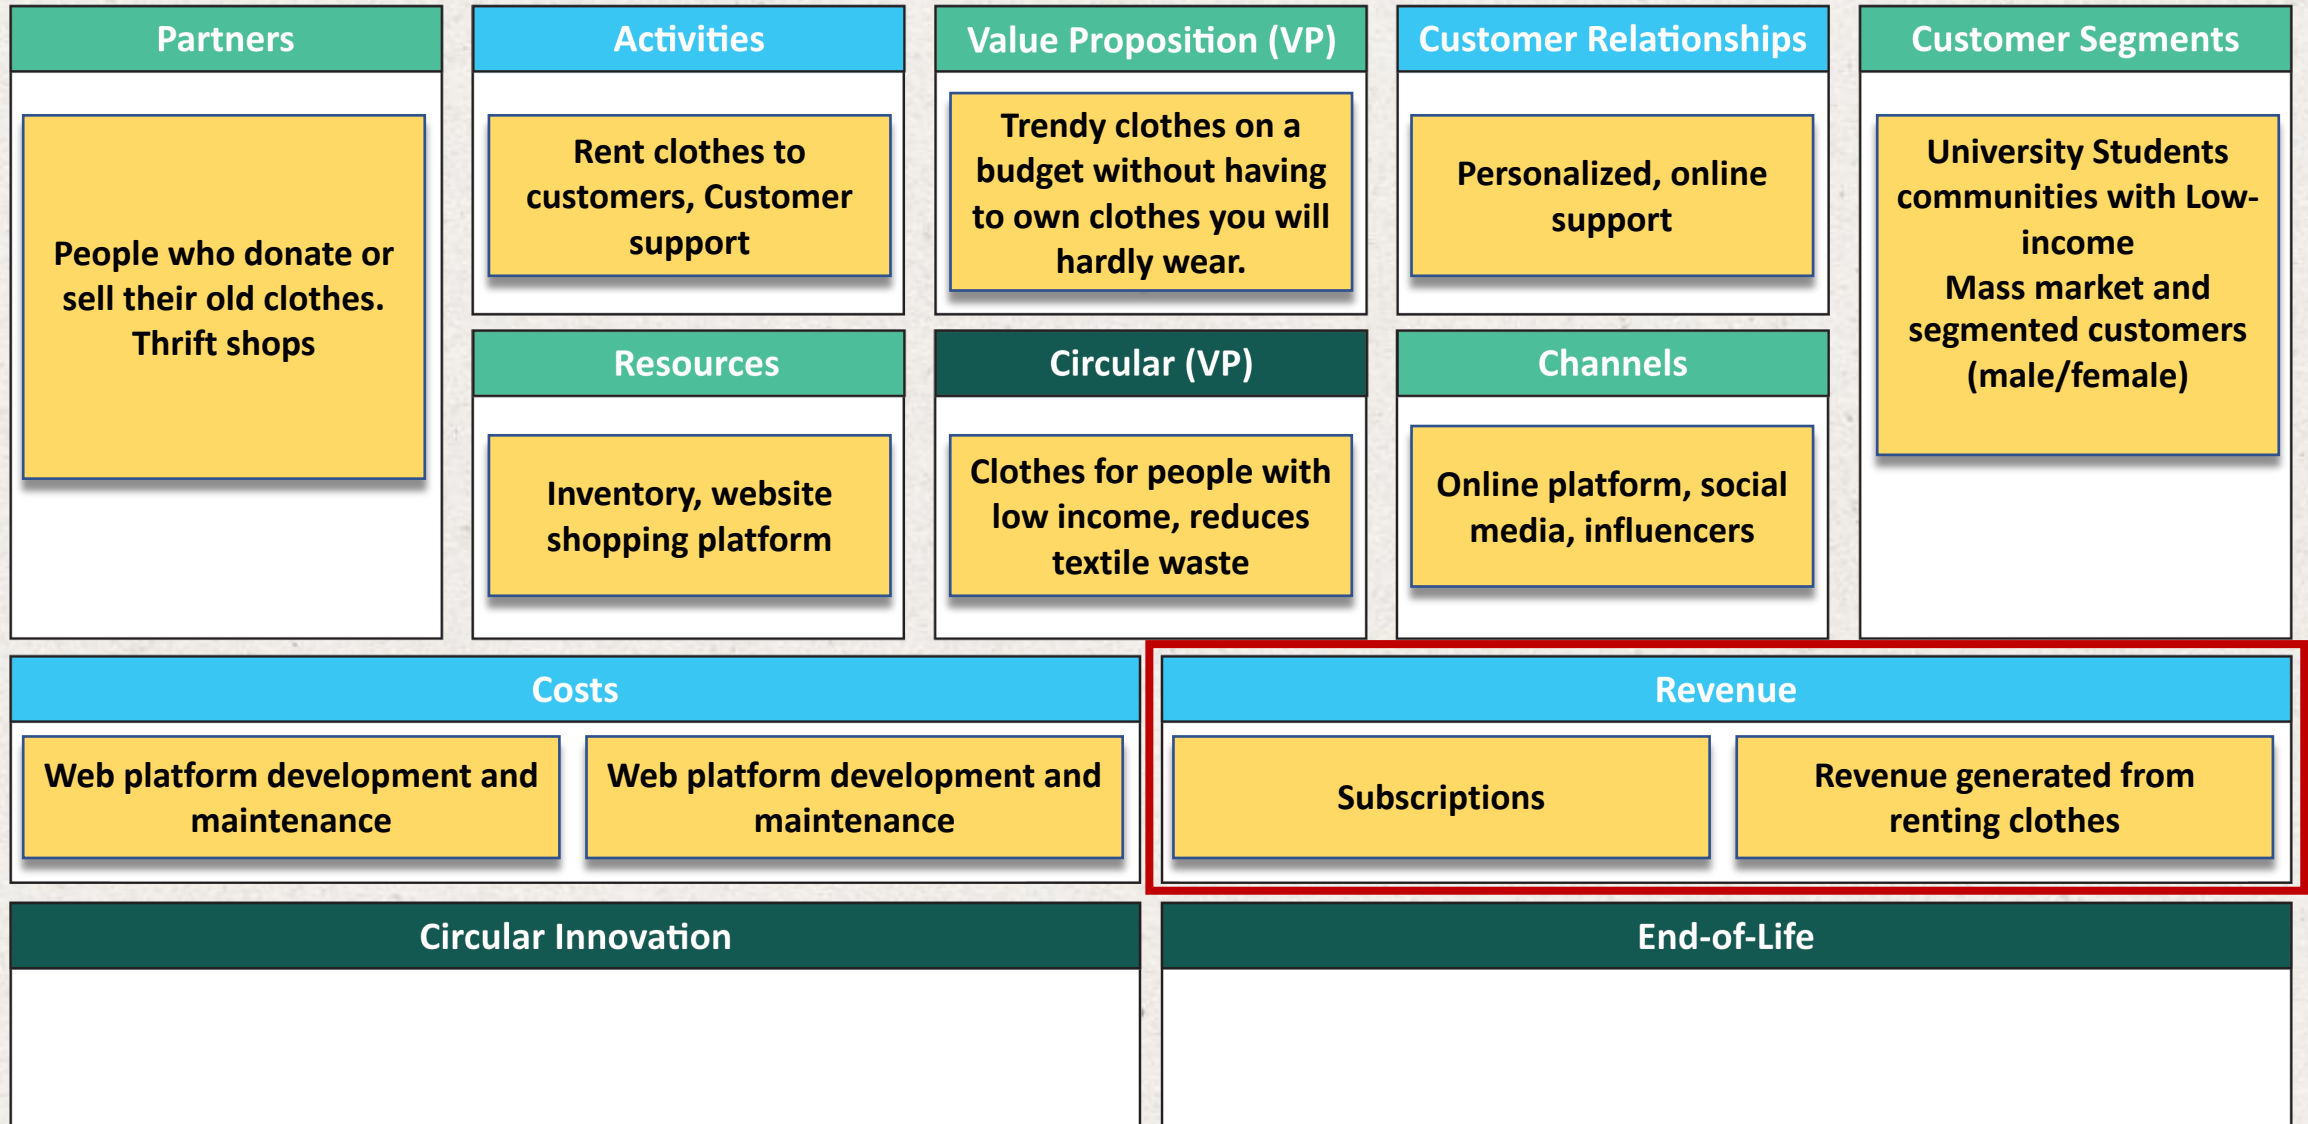 Partners
People who donate or
sell their old clothes.
Thrift shops
Activities
Rent clothes to
customers, Customer
support
Resources
Inventory, website
shopping platform
Value Proposition (VP)
Trendy clothes on a
budget without having
to own clothes you will
hardly wear.
Circular (VP)
Clothes for people with
low income, reduces
textile waste
Customer Relationships
Personalized, online
support
Channels
Online platform, social
media, influencers
Customer Segments
University Students
communities with Low-
income
Mass market and
segmented customers
(male/female)
Costs
Web platform development and
maintenance
Web platform development and
maintenance
Revenue
Subscriptions
Revenue generated from
renting clothes
Circular Innovation
End-of-Life